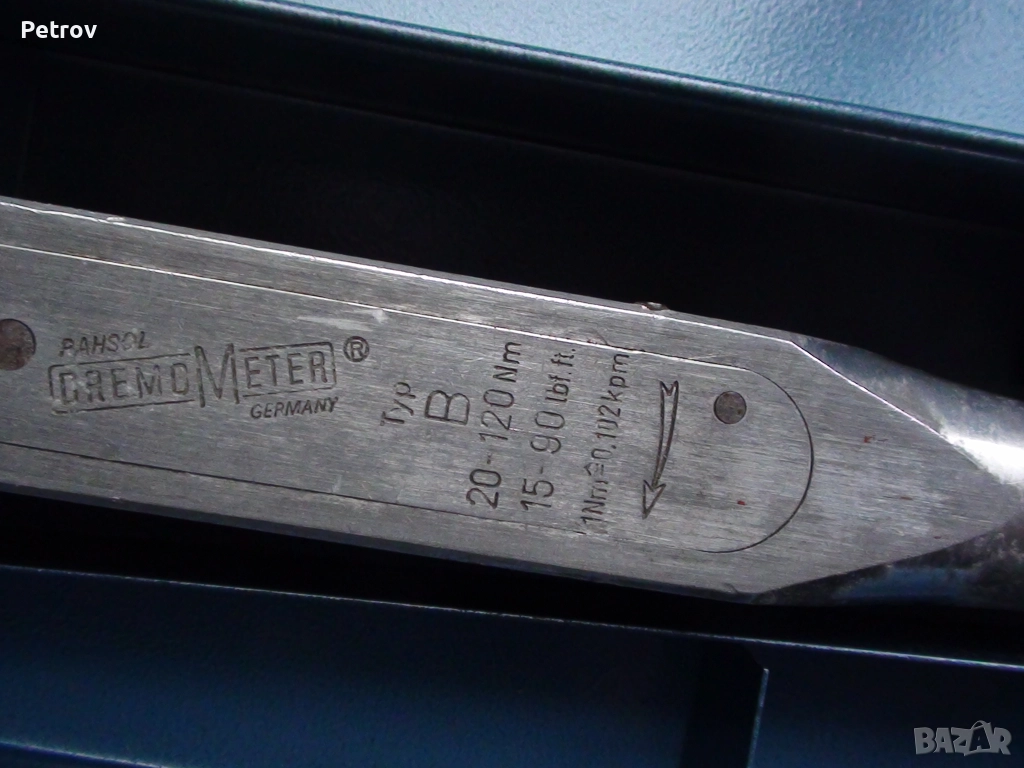 Petrov
RAHSOL
DREMOMETER ®
GERMANY
Typ
B
20-120 Nm
15-90 lbf.ft.
(1Nm≙0,102kpm)
BAZAR